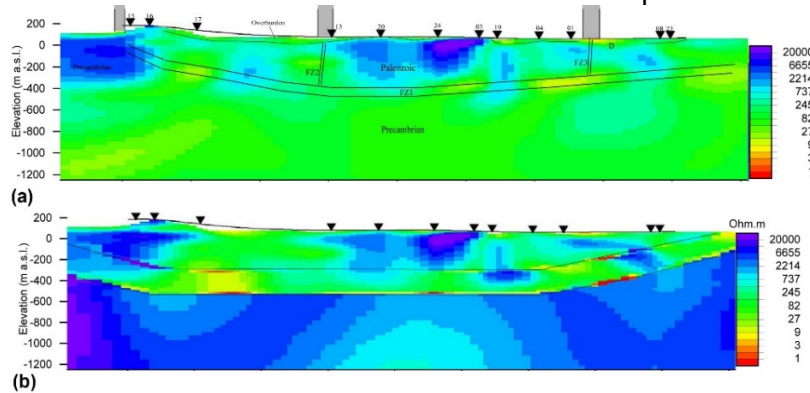 15 16 17 Overburden 13 20 24 05 19 04 01 08 21
200
0
-200
-400
-600
-800
-1000
-1200
Elevation (m a.s.l.)
Precambrian
FZ2
Paleozoic
FZ3
D
FZ1
Precambrian
20000
6655
2214
737
245
82
27
(a)
Ohm.m
200
0
-200
-400
-600
-800
-1000
-1200
Elevation (m a.s.l.)
20000
6655
2214
737
245
82
27
9
3
1
(b)